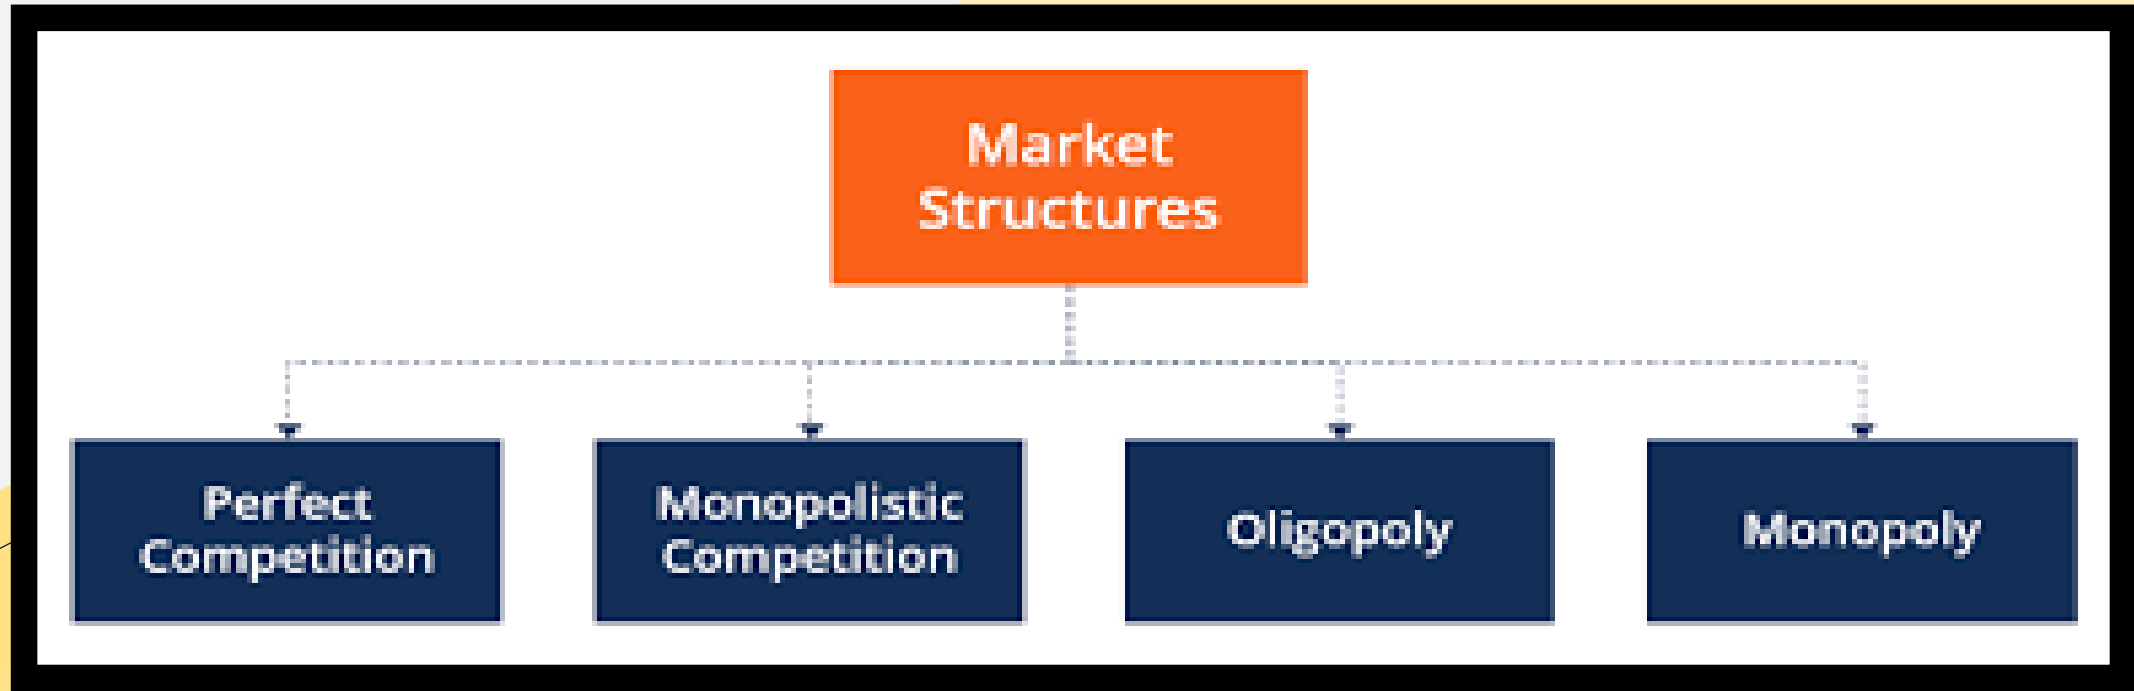 Market
Structures
Perfect
Competition
Monopolistic
Competition
Oligopoly
Monopoly